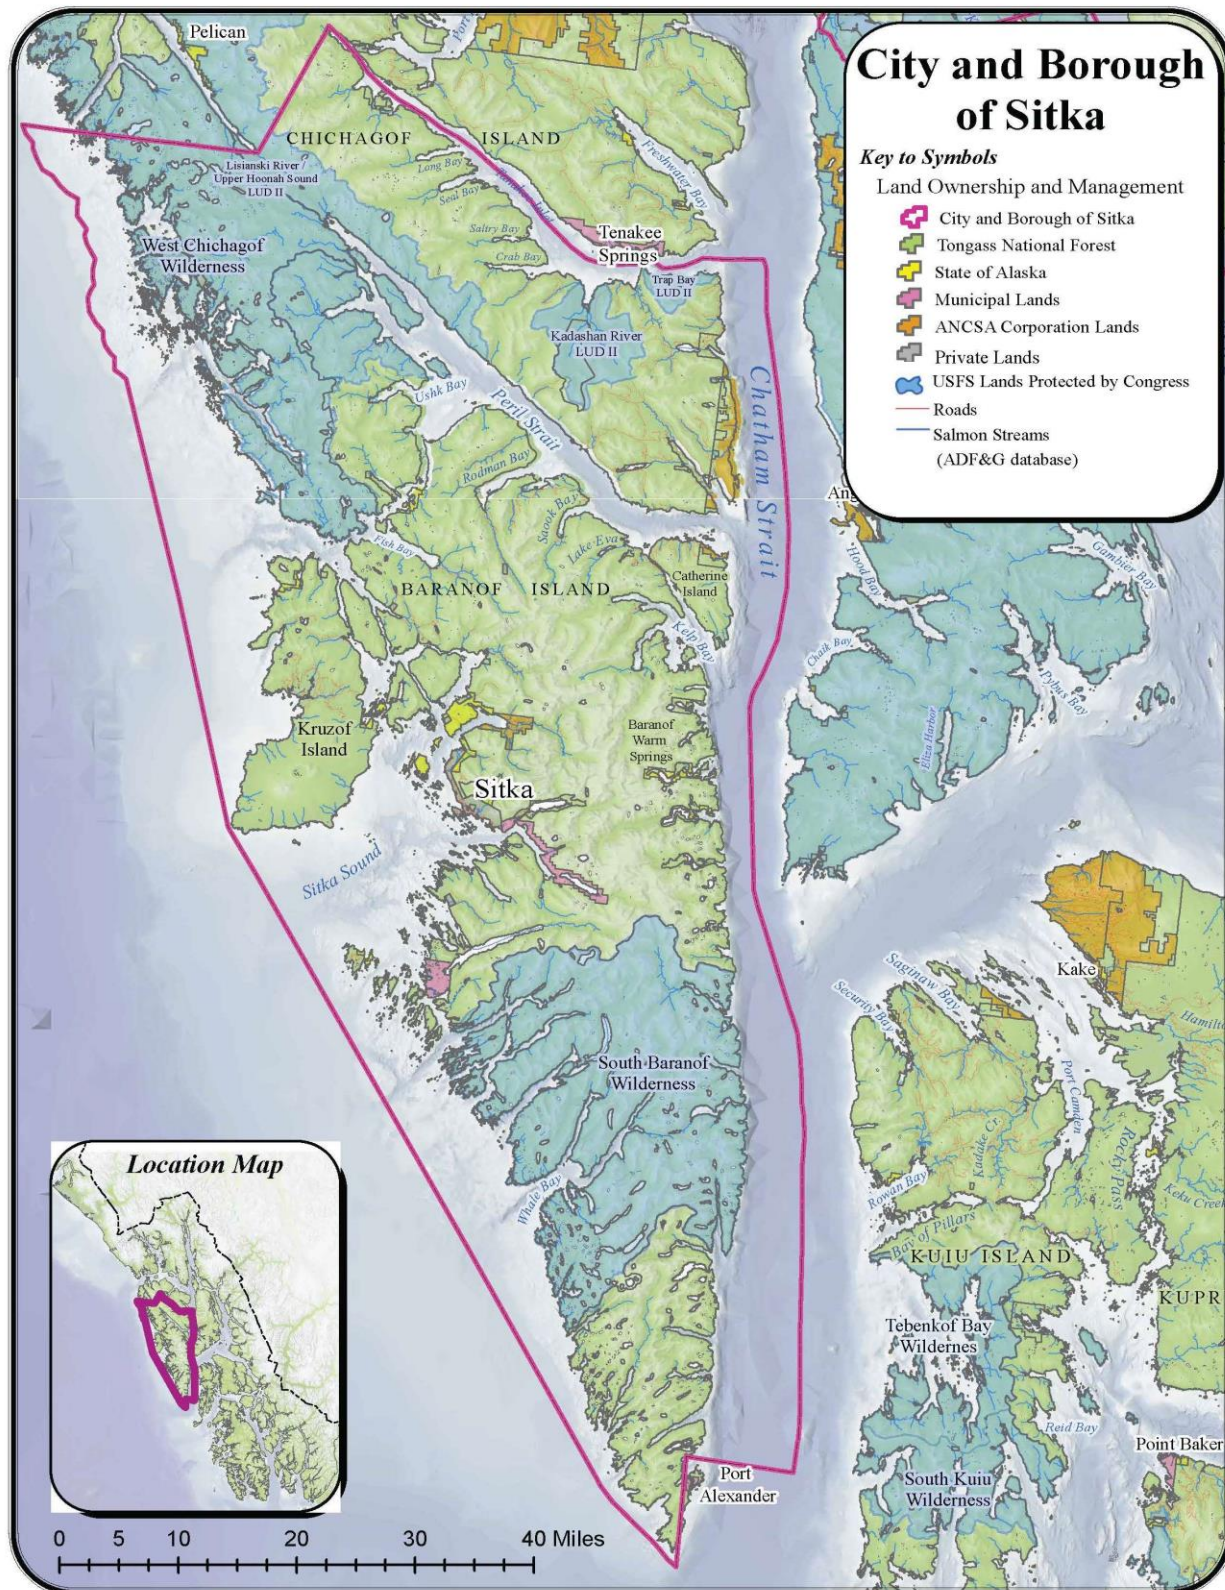 City and Borough
of Sitka
Key to Symbols
Land Ownership and Management
City and Borough of Sitka
Tongass National Forest
State of Alaska
Municipal Lands
ANCSA Corporation Lands
Private Lands
USFS Lands Protected by Congress
Roads
Salmon Streams
(ADF&G database)
Pelican
Port
CHICHAGOF ISLAND
Lisianski River /
Upper Hoonah Sound
LUD II
Long Bay
Seal Bay
Saltry Bay
Crab Bay
Tenakee Inlet
Freshwater Bay
Tenakee
Springs
Trap Bay
LUD II
West Chichagof
Wilderness
Kadashan River
LUD II
Ushk Bay
Peril Strait
Chatham Strait
Rodman Bay
Saook Bay
Lake Eva
Fish Bay
BARANOF ISLAND
Catherine
Island
Kelp Bay
Ang
Hood Bay
Gambier Bay
Chaik Bay
Pybus Bay
Eliza Harbor
Kruzof
Island
Baranof
Warm
Springs
Sitka
Sitka Sound
Kake
Saginaw Bay
Security Bay
Hamilt
South Baranof
Wilderness
Port Camden
Kadake Cr.
Rocky Pass
Rowan Bay
Keku Creek
Whale Bay
Bay of Pillars
KUIU ISLAND
KUPR
Tebenkof Bay
Wildernes
Reid Bay
Point Baker
South Kuiu
Wilderness
Port
Alexander
Location Map
0 5 10 20 30 40 Miles